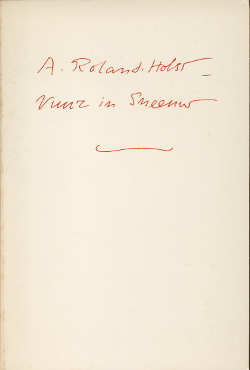 A. Roland Holst
Vuur in Sneeuw